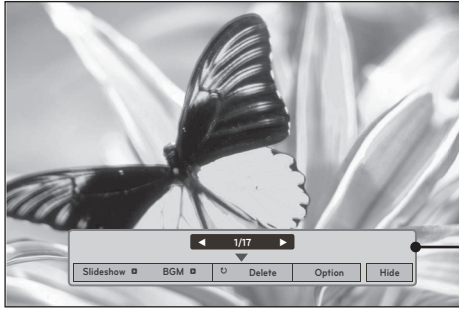 ◀ 1/17 ▶
Slideshow BGM ↻ Delete Option Hide